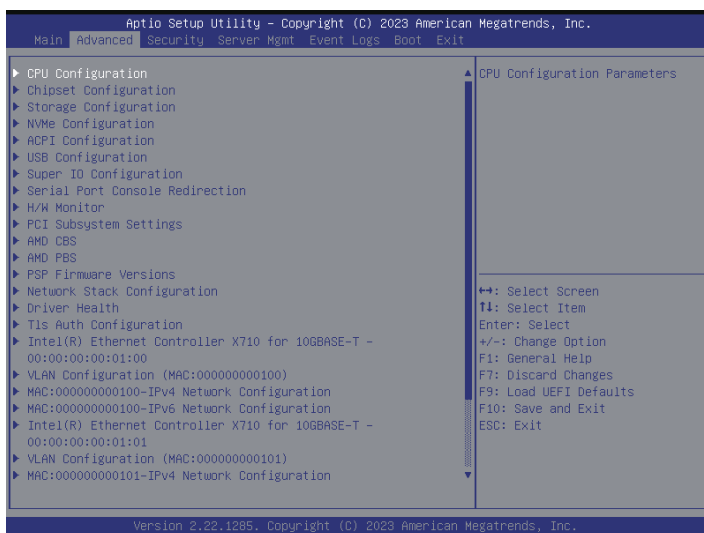 Aptio Setup Utility – Copyright (C) 2023 American Megatrends, Inc.
Main Advanced Security Server Mgmt Event Logs Boot Exit
CPU Configuration
Chipset Configuration
Storage Configuration
NVMe Configuration
ACPI Configuration
USB Configuration
Super IO Configuration
Serial Port Console Redirection
H/W Monitor
PCI Subsystem Settings
AMD CBS
AMD PBS
PSP Firmware Versions
Network Stack Configuration
Driver Health
Tls Auth Configuration
Intel(R) Ethernet Controller X710 for 10GBASE-T –
00:00:00:00:01:00
VLAN Configuration (MAC:000000000100)
MAC:000000000100-IPv4 Network Configuration
MAC:000000000100-IPv6 Network Configuration
Intel(R) Ethernet Controller X710 for 10GBASE-T –
00:00:00:00:01:01
VLAN Configuration (MAC:000000000101)
MAC:000000000101-IPv4 Network Configuration
CPU Configuration Parameters
↔: Select Screen
↑↓: Select Item
Enter: Select
+/-: Change Option
F1: General Help
F7: Discard Changes
F9: Load UEFI Defaults
F10: Save and Exit
ESC: Exit
Version 2.22.1285. Copyright (C) 2023 American Megatrends, Inc.